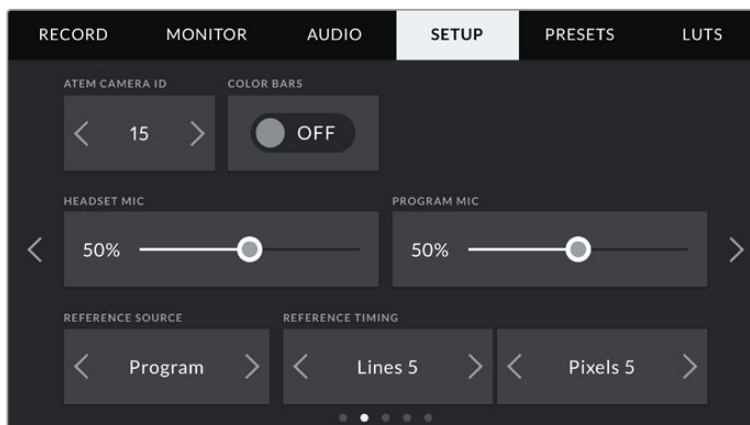 RECORD MONITOR AUDIO SETUP PRESETS LUTS
ATEM CAMERA ID COLOR BARS
15 OFF
HEADSET MIC PROGRAM MIC
50% 50%
REFERENCE SOURCE REFERENCE TIMING
Program Lines 5 Pixels 5